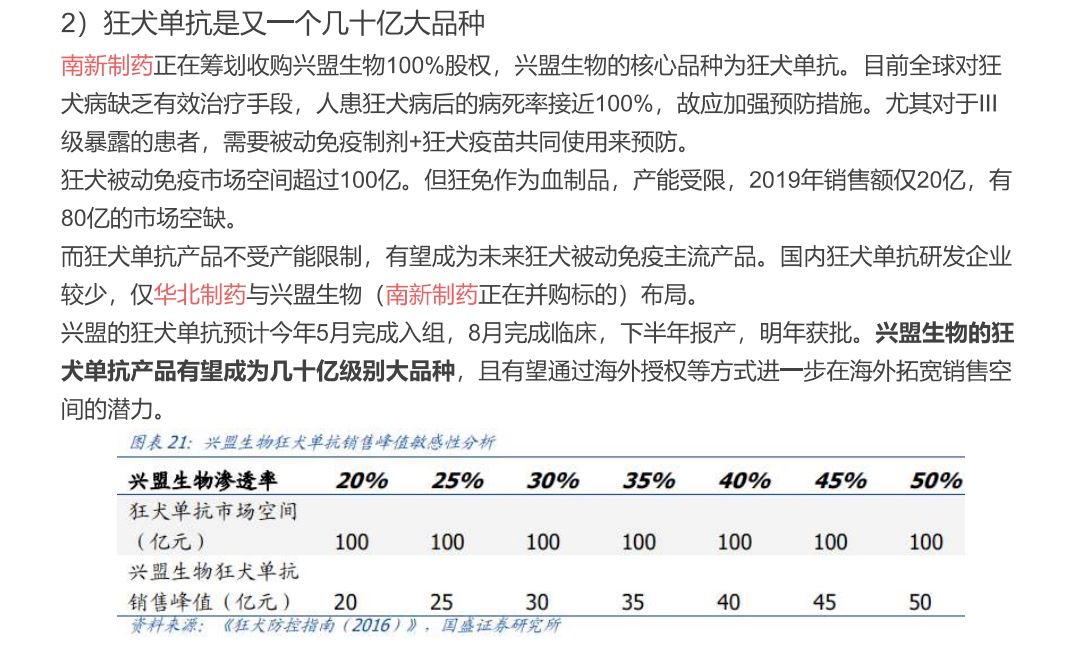 2）狂犬单抗是又一个几十亿大品种
南新制药正在筹划收购兴盟生物100%股权，兴盟生物的核心品种为狂犬单抗。目前全球对狂
犬病缺乏有效治疗手段，人患狂犬病后的病死率接近100%，故应加强预防措施。尤其对于III
级暴露的患者，需要被动免疫制剂+狂犬疫苗共同使用来预防。
狂犬被动免疫市场空间超过100亿。但狂免作为血制品，产能受限，2019年销售额仅20亿，有
80亿的市场空缺。
而狂犬单抗产品不受产能限制，有望成为未来狂犬被动免疫主流产品。国内狂犬单抗研发企业
较少，仅华北制药与兴盟生物（南新制药正在并购标的）布局。
兴盟的狂犬单抗预计今年5月完成入组，8月完成临床，下半年报产，明年获批。兴盟生物的狂
犬单抗产品有望成为几十亿级别大品种，且有望通过海外授权等方式进一步在海外拓宽销售空
间的潜力。
图表 21：兴盟生物狂犬单抗销售峰值敏感性分析
兴盟生物渗透率 20% 25% 30% 35% 40% 45% 50%
狂犬单抗市场空间
（亿元） 100 100 100 100 100 100 100
兴盟生物狂犬单抗
销售峰值（亿元） 20 25 30 35 40 45 50
资料来源：《狂犬防控指南（2016）》，国盛证券研究所